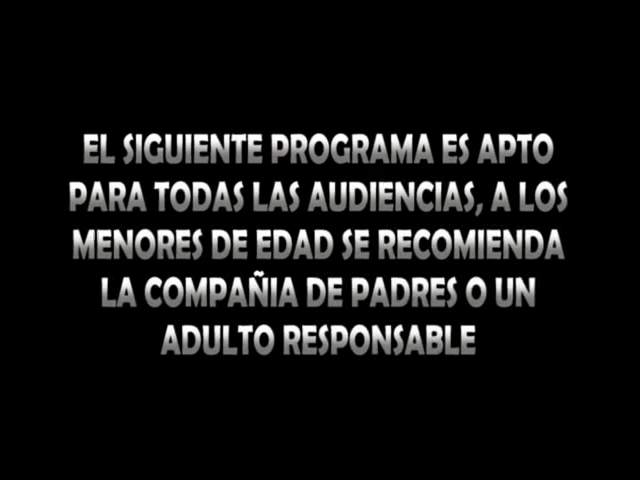 EL SIGUIENTE PROGRAMA ES APTO
PARA TODAS LAS AUDIENCIAS, A LOS
MENORES DE EDAD SE RECOMIENDA
LA COMPAÑIA DE PADRES O UN
ADULTO RESPONSABLE